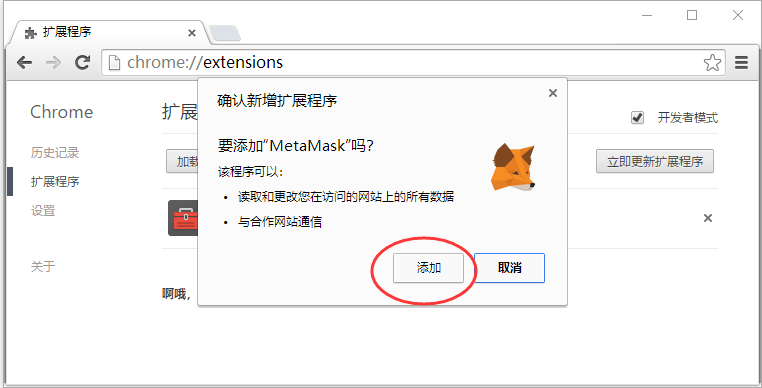 扩展程序
chrome://extensions
Chrome
扩展
开发者模式
历史记录
加载
立即更新扩展程序
扩展程序
设置
关于
啊哦，
确认新增扩展程序
要添加“MetaMask”吗?
该程序可以：
• 读取和更改您在访问的网站上的所有数据
• 与合作网站通信
添加
取消